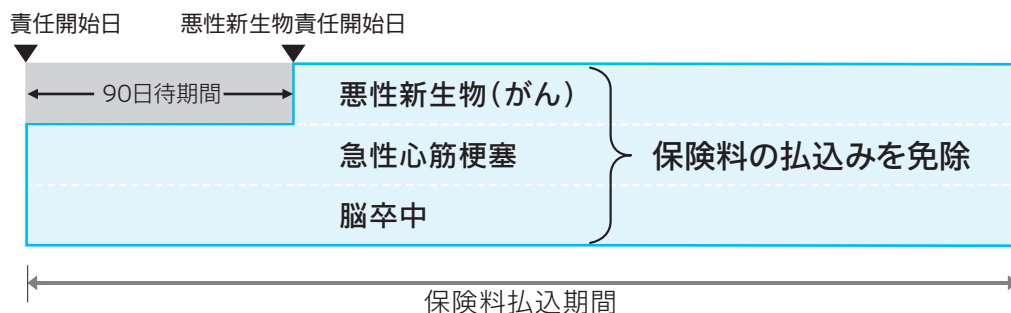 責任開始日
悪性新生物責任開始日
90日待期間
悪性新生物(がん)
急性心筋梗塞
脳卒中
保険料の払込みを免除
保険料払込期間